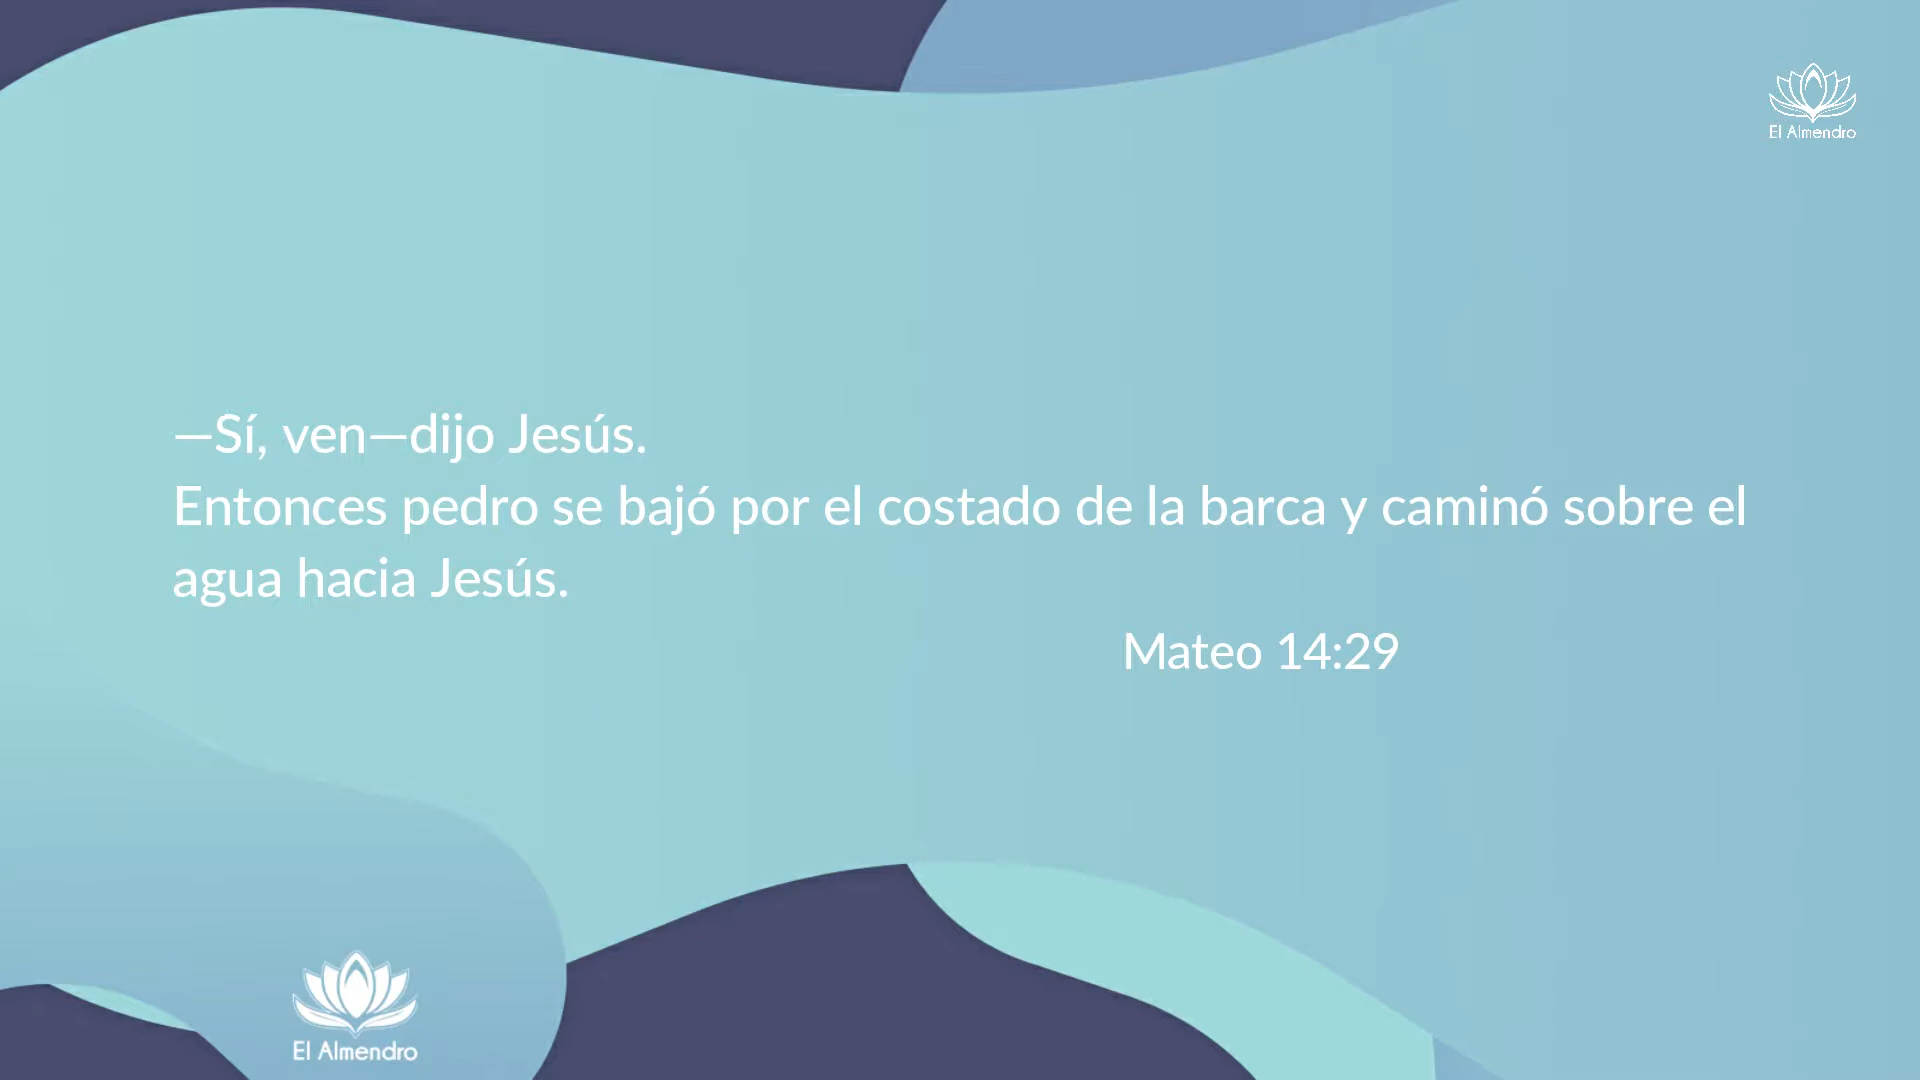 El Almendro
—Sí, ven—dijo Jesús.
Entonces pedro se bajó por el costado de la barca y caminó sobre el
agua hacia Jesús.
Mateo 14:29
El Almendro